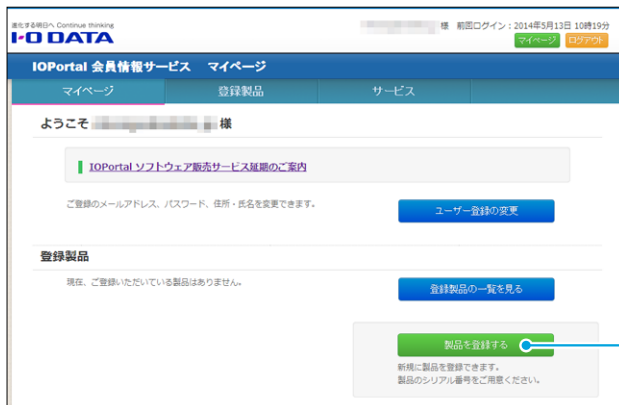 進化する明日へ Continue thinking
I-O DATA
様 前回ログイン：2014年5月13日 10時19分
マイページ ログアウト
IOPortal 会員情報サービス マイページ
マイページ 登録製品 サービス
ようこそ 様
IOPortal ソフトウェア販売サービス延期のご案内
ご登録のメールアドレス、パスワード、住所・氏名を変更できます。
ユーザー登録の変更
登録製品
現在、ご登録いただいている製品はありません。
登録製品の一覧を見る
製品を登録する
新規に製品を登録できます。
製品のシリアル番号をご用意ください。